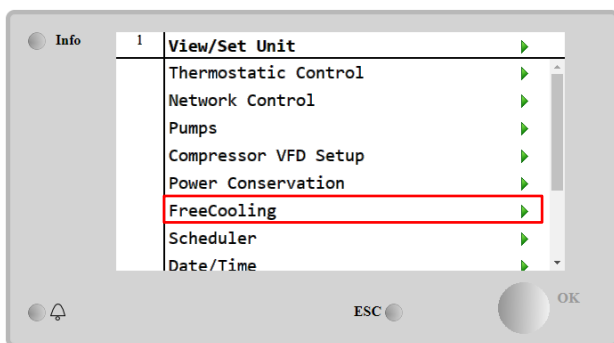 Info
1 View/Set Unit
Thermostatic Control
Network Control
Pumps
Compressor VFD Setup
Power Conservation
FreeCooling
Scheduler
Date/Time
ESC
OK